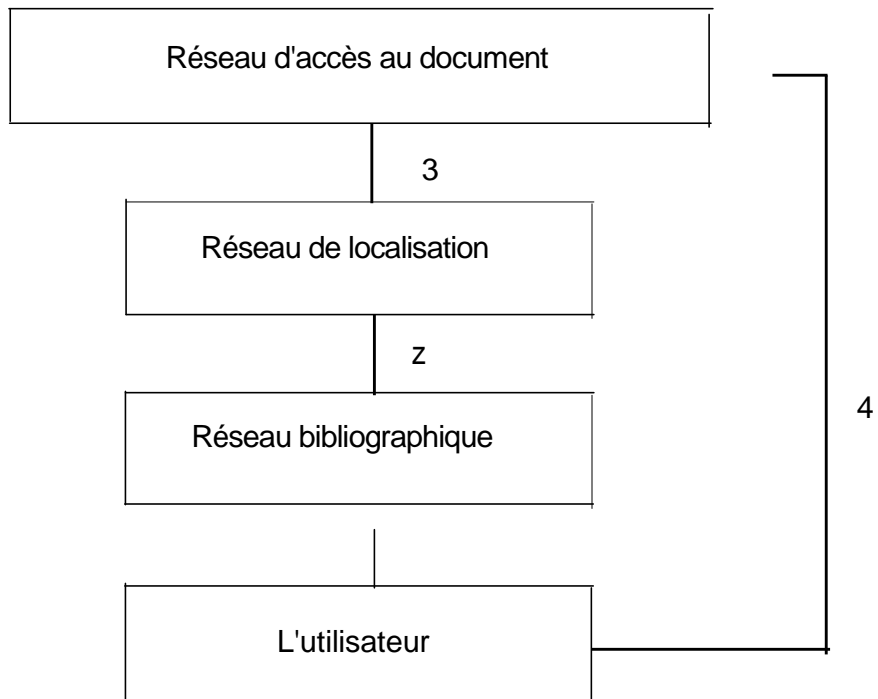 Réseau d'accès au document
3
Réseau de localisation
z
Réseau bibliographique
4
L'utilisateur